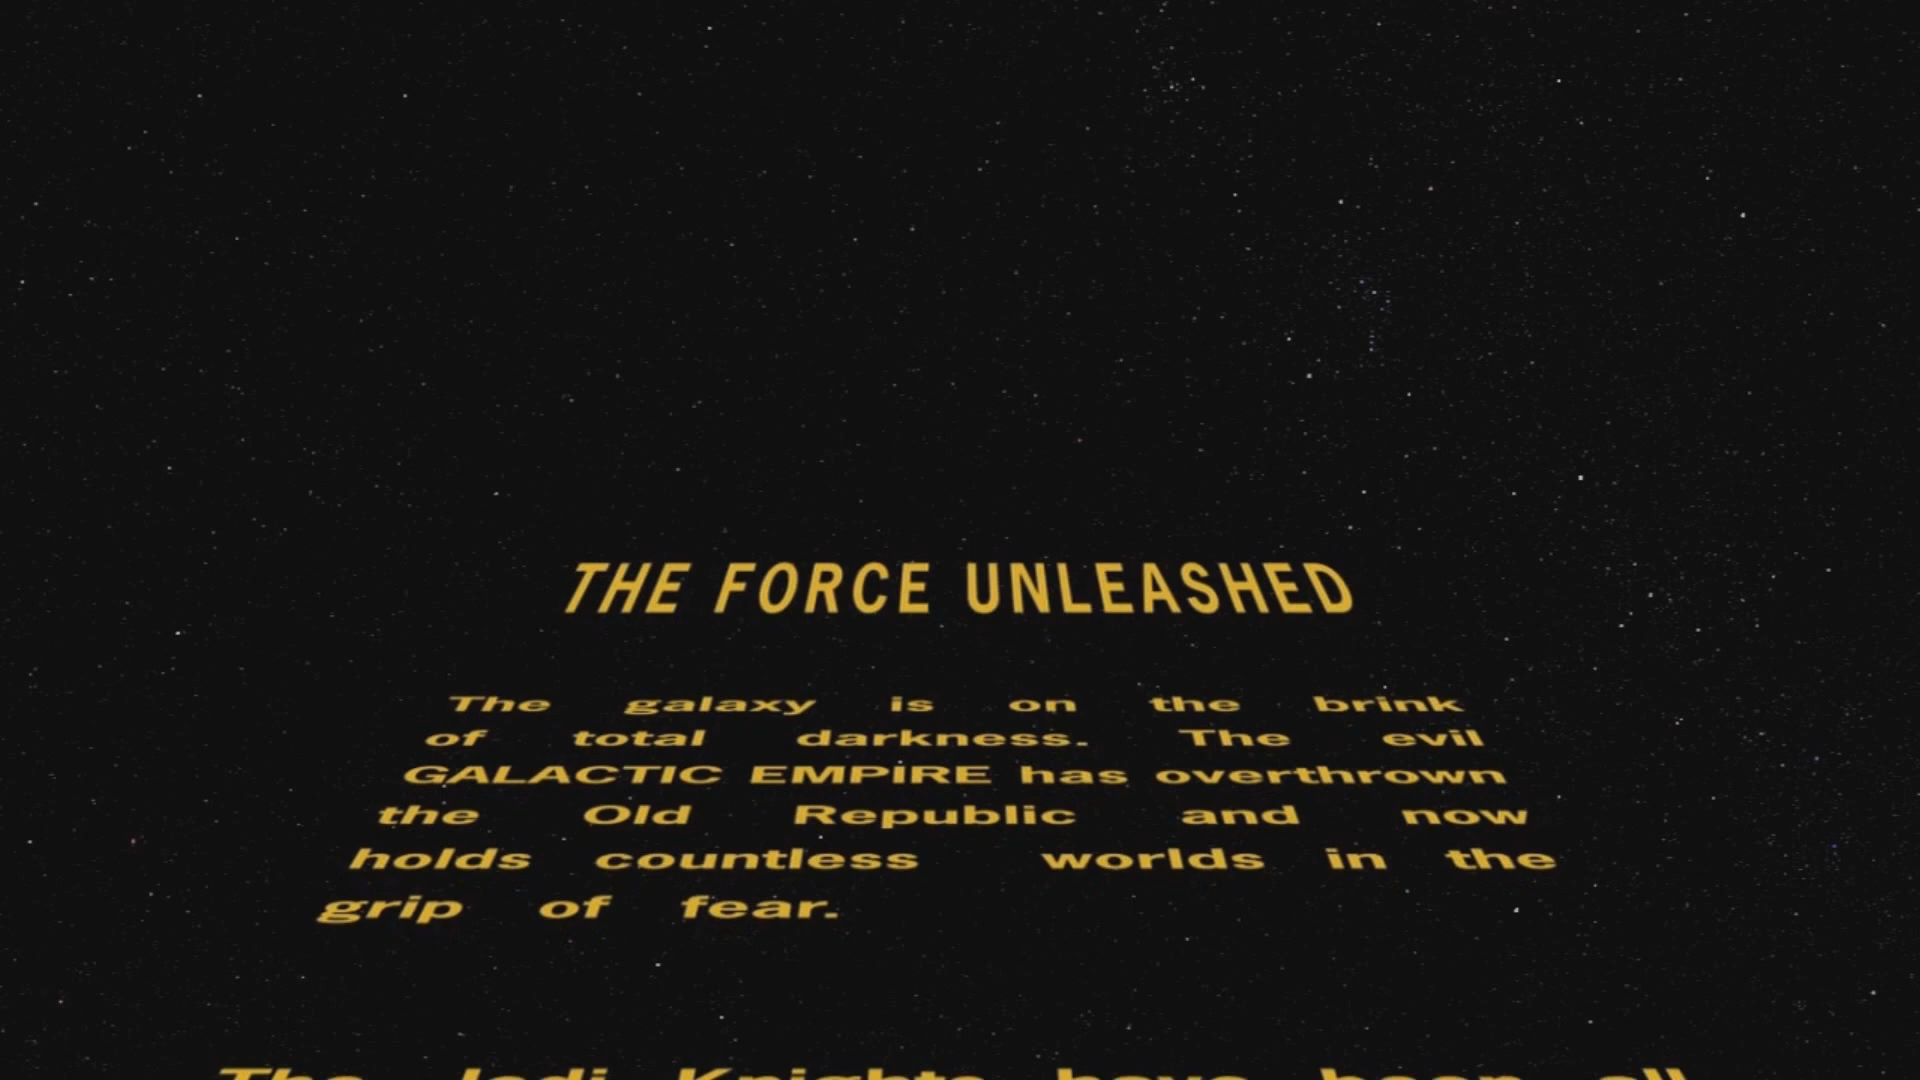 THE FORCE UNLEASHED
The galaxy is on the brink
of total darkness. The evil
GALACTIC EMPIRE has overthrown
the Old Republic and now
holds countless worlds in the
grip of fear.
The Jedi Knights have been all